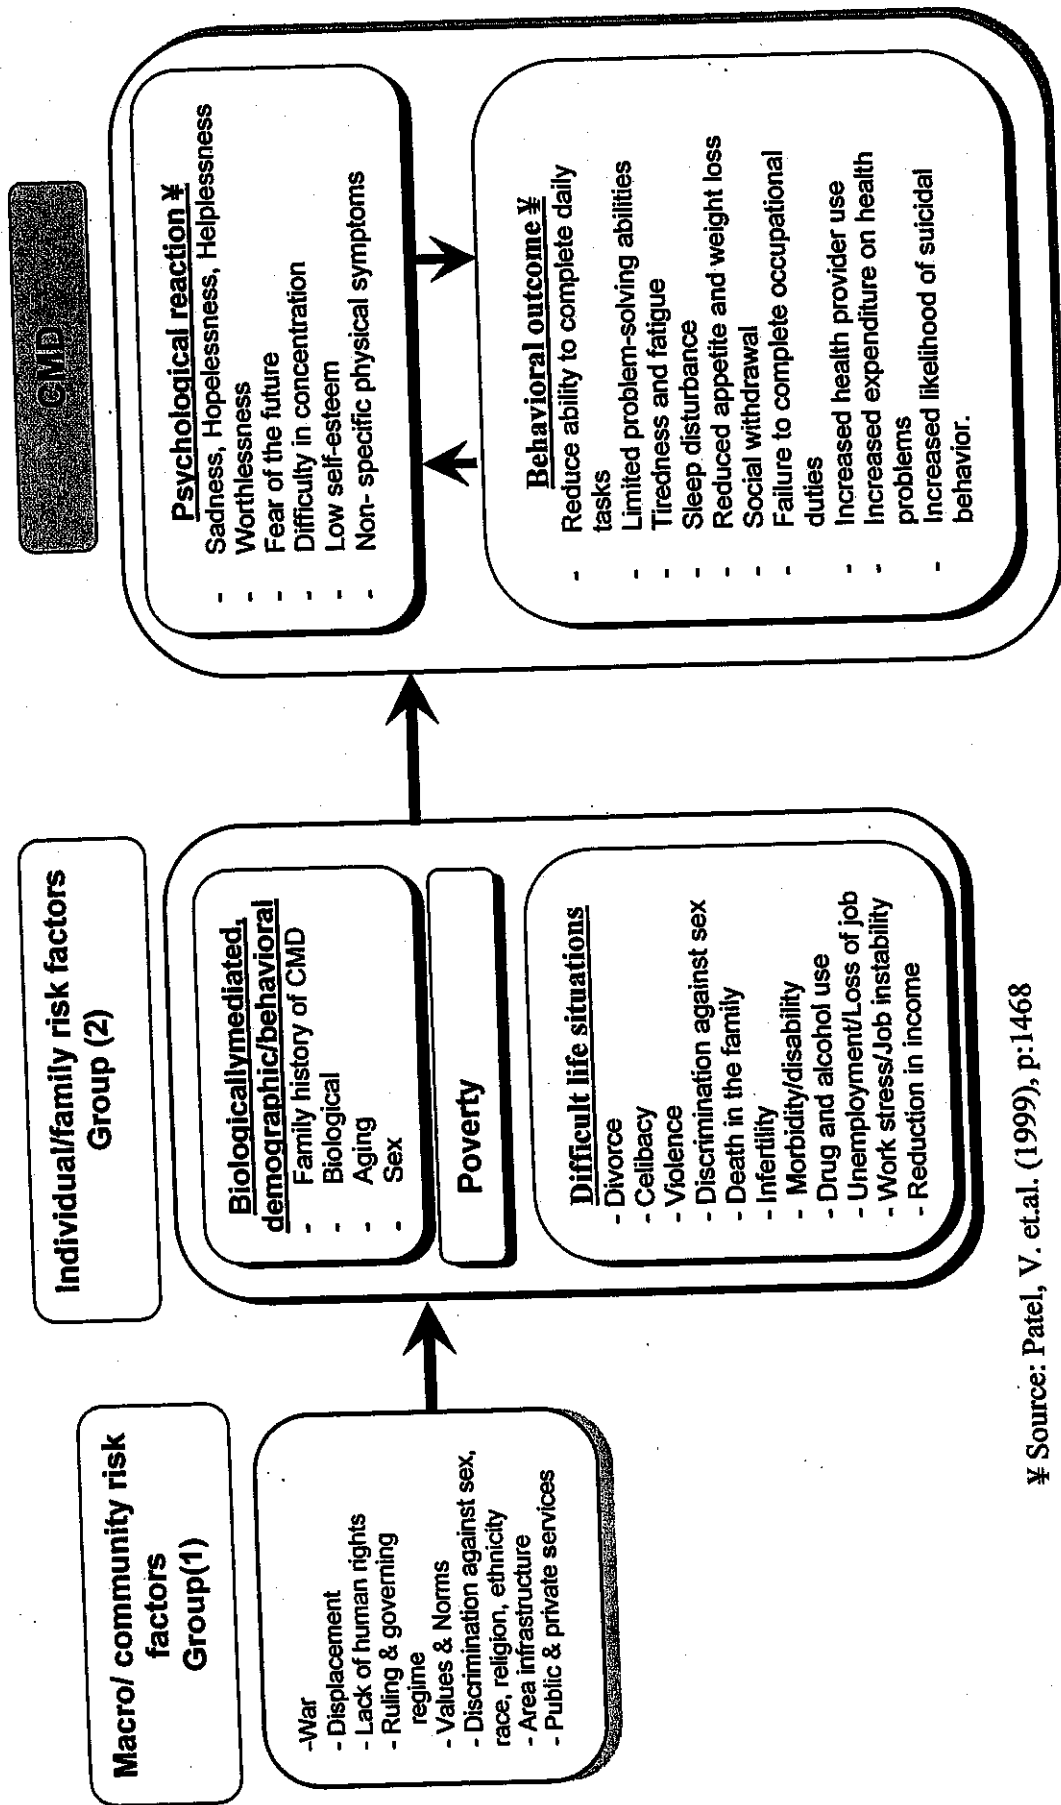 Macro/ community risk
factors
Group(1)
-War
- Displacement
- Lack of human rights
- Ruling & governing
regime
- Values & Norms
- Discrimination against sex,
race, religion, ethnicity
- Area infrastructure
- Public & private services
Individual/family risk factors
Group (2)
Biologicallymediated,
demographic/behavioral
- Family history of CMD
- Biological
- Aging
- Sex
Poverty
Difficult life situations
- Divorce
- Celibacy
- Violence
- Discrimination against sex
- Death in the family
- Infertility
- Morbidity/disability
- Drug and alcohol use
- Unemployment/Loss of job
- Work stress/Job instability
- Reduction in income
CMD
Psychological reaction ¥
- Sadness, Hopelessness, Helplessness
- Worthlessness
- Fear of the future
- Difficulty in concentration
- Low self-esteem
- Non- specific physical symptoms
Behavioral outcome ¥
- Reduce ability to complete daily
tasks
- Limited problem-solving abilities
- Tiredness and fatigue
- Sleep disturbance
- Reduced appetite and weight loss
- Social withdrawal
- Failure to complete occupational
duties
- Increased health provider use
- Increased expenditure on health
problems
- Increased likelihood of suicidal
behavior.
¥ Source: Patel, V. et.al. (1999), p:1468